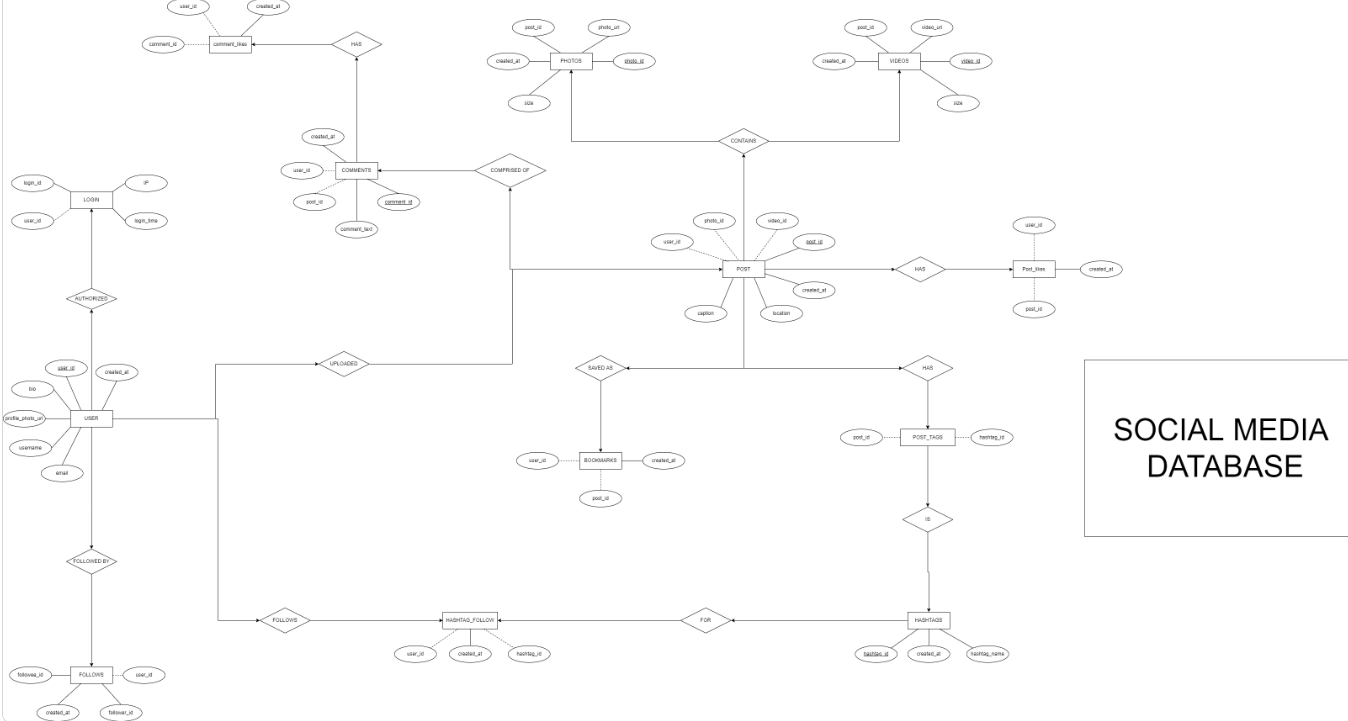 user_id
created_at
comment_id
comment_likes
HAS
post_id
photo_url
created_at
PHOTOS
photo_id
size
post_id
video_url
created_at
VIDEOS
video_id
size
CONTAINS
created_at
user_id
COMMENTS
post_id
comment_id
comment_text
COMPRISED OF
login_id
IP
LOGIN
user_id
login_time
AUTHORIZED
photo_id
video_id
user_id
post_id
POST
created_at
caption
location
HAS
user_id
Post_likes
created_at
post_id
UPLOADED
SAVED AS
HAS
user_id
created_at
bio
profile_photo_url
USER
username
email
post_id
POST_TAGS
hashtag_id
user_id
BOOKMARKS
created_at
post_id
IS
SOCIAL MEDIA
DATABASE
FOLLOWED BY
FOLLOWS
HASHTAG_FOLLOW
FOR
HASHTAGS
user_id
created_at
hashtag_id
hashtag_id
created_at
hashtag_name
followee_id
FOLLOWS
user_id
created_at
follower_id